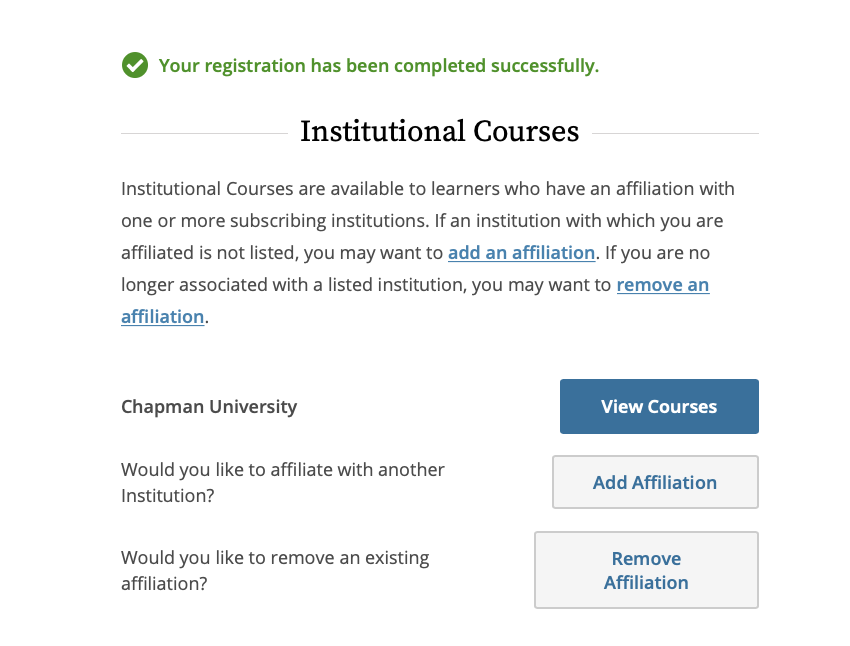 Your registration has been completed successfully.
Institutional Courses
Institutional Courses are available to learners who have an affiliation with
one or more subscribing institutions. If an institution with which you are
affiliated is not listed, you may want to add an affiliation. If you are no
longer associated with a listed institution, you may want to remove an
affiliation.
Chapman University
View Courses
Would you like to affiliate with another
Institution?
Add Affiliation
Would you like to remove an existing
affiliation?
Remove
Affiliation